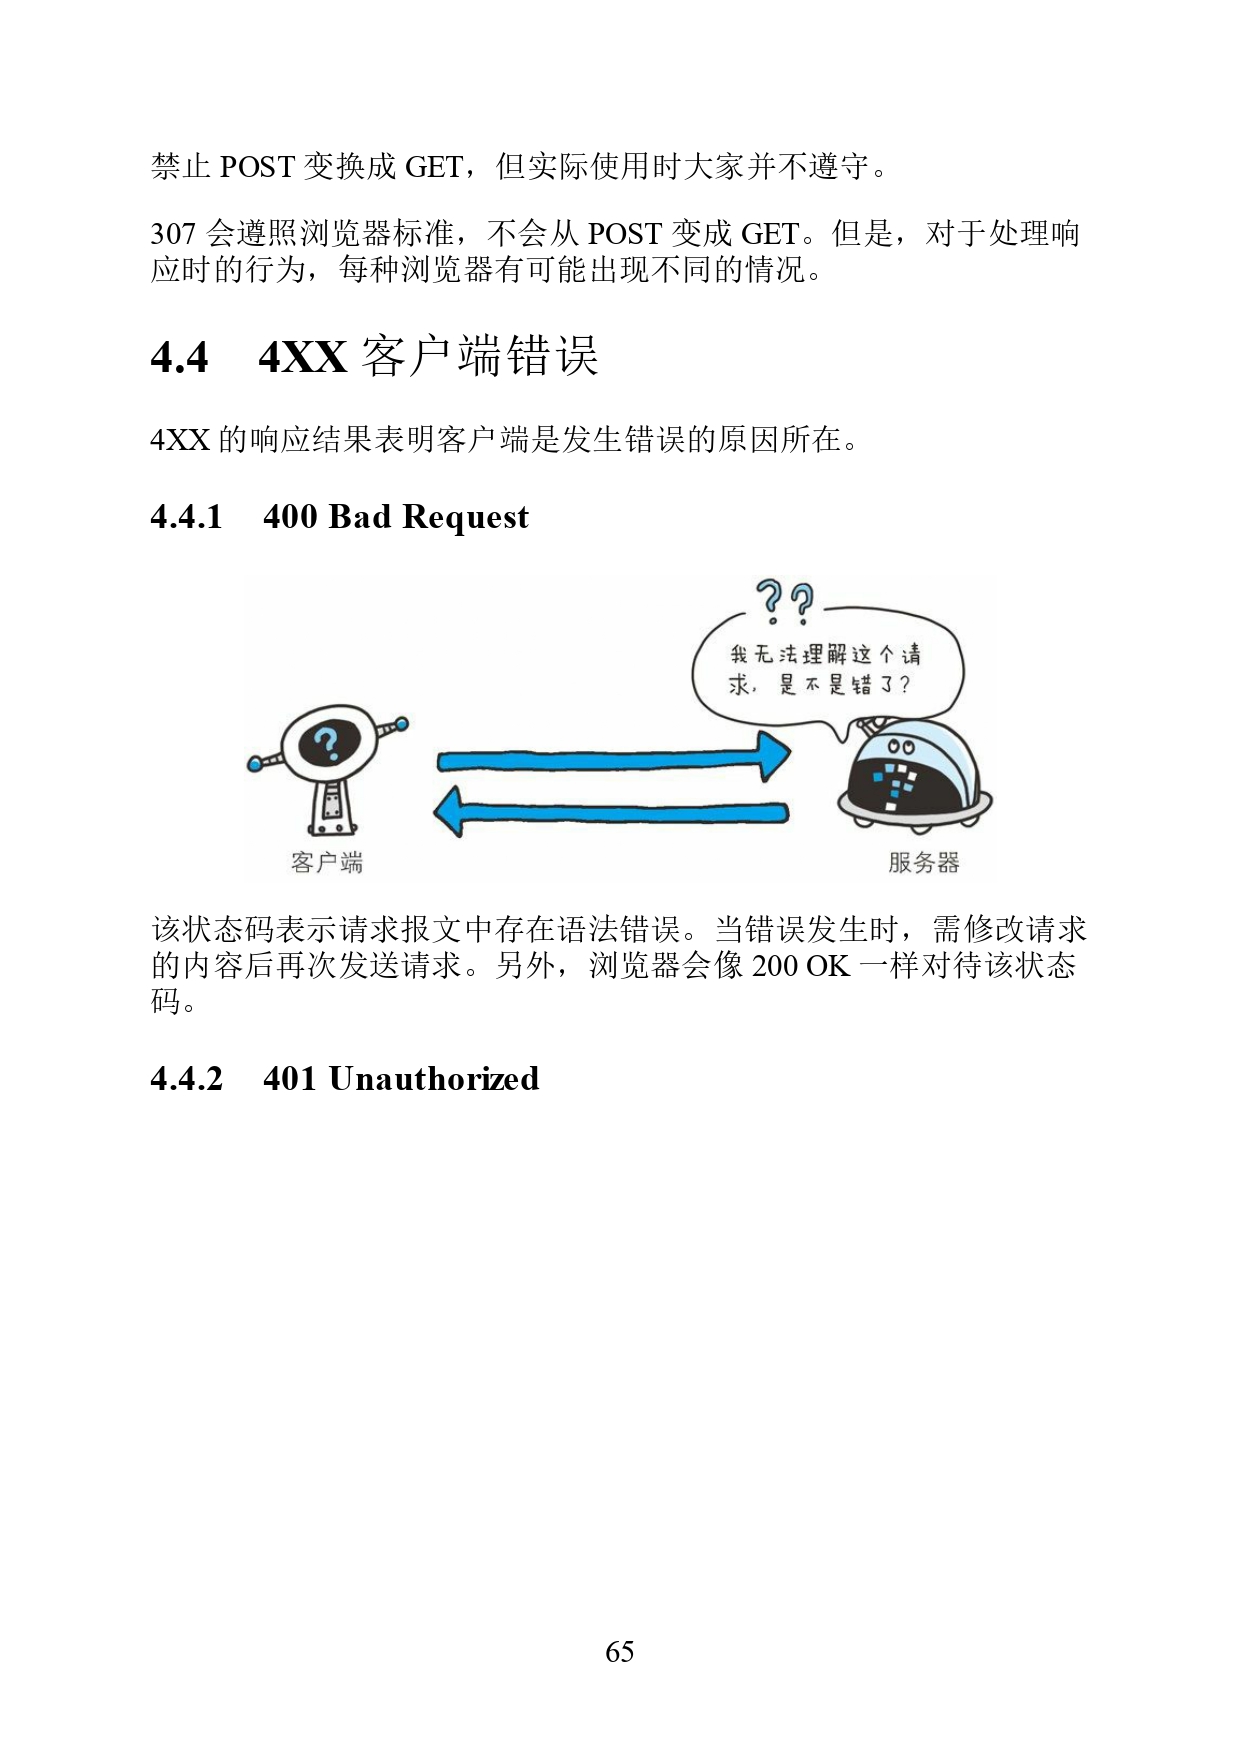 禁止 POST 变换成 GET，但实际使用时大家并不遵守。
307 会遵照浏览器标准，不会从 POST 变成 GET。但是，对于处理响
应时的行为，每种浏览器有可能出现不同的情况。
4.4 4XX 客户端错误
4XX 的响应结果表明客户端是发生错误的原因所在。
4.4.1 400 Bad Request
??
我无法理解这个请
求，是不是错了?
?
客户端
服务器
该状态码表示请求报文中存在语法错误。当错误发生时，需修改请求
的内容后再次发送请求。另外，浏览器会像 200 OK 一样对待该状态
码。
4.4.2 401 Unauthorized
65